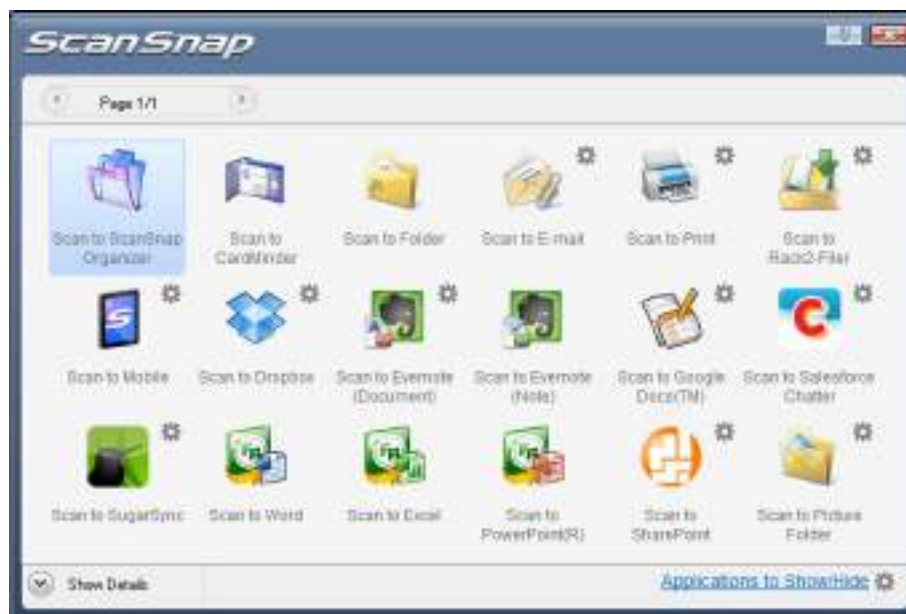 ScanSnap
Page 1/1
Scan to ScanSnap
Organizer
Scan to
CardMinder
Scan to Folder
Scan to E-mail
Scan to Print
Scan to
Rack2-Filer
Scan to Mobile
Scan to Dropbox
Scan to Evernote
(Document)
Scan to Evernote
(Note)
Scan to Google
Docs(TM)
Scan to Salesforce
Chatter
Scan to SugarSync
Scan to Word
Scan to Excel
Scan to
PowerPoint(R)
Scan to
SharePoint
Scan to Picture
Folder
Show Details
Applications to Show/Hide